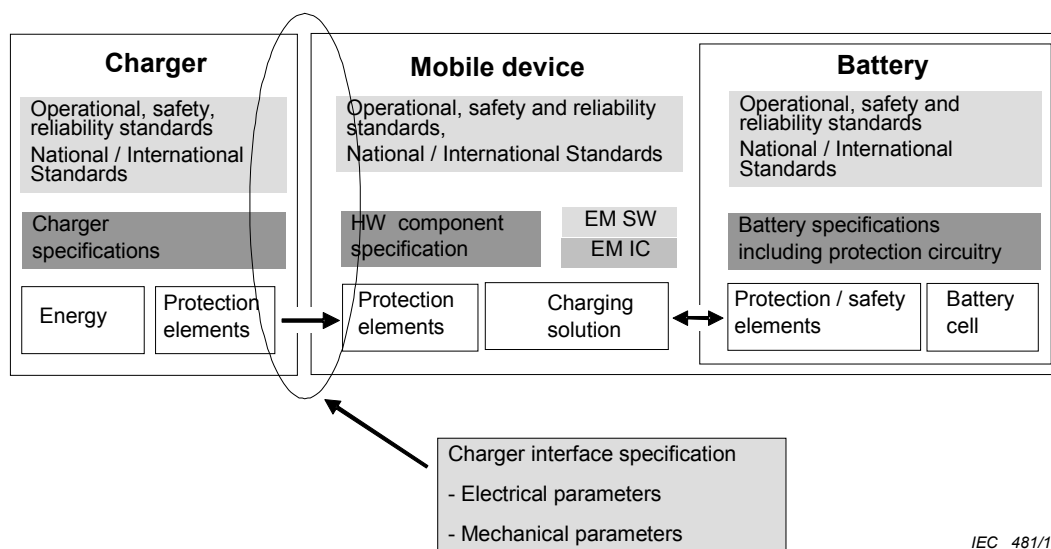 Charger
Operational, safety,
reliability standards
National / International
Standards
Charger
specifications
Energy
Protection
elements
Mobile device
Operational, safety and reliability
standards,
National / International Standards
HW component
specification
EM SW
EM IC
Protection
elements
Charging
solution
Battery
Operational, safety and
reliability standards
National / International
Standards
Battery specifications
including protection circuitry
Protection / safety
elements
Battery
cell
Charger interface specification
- Electrical parameters
- Mechanical parameters
IEC 481/1